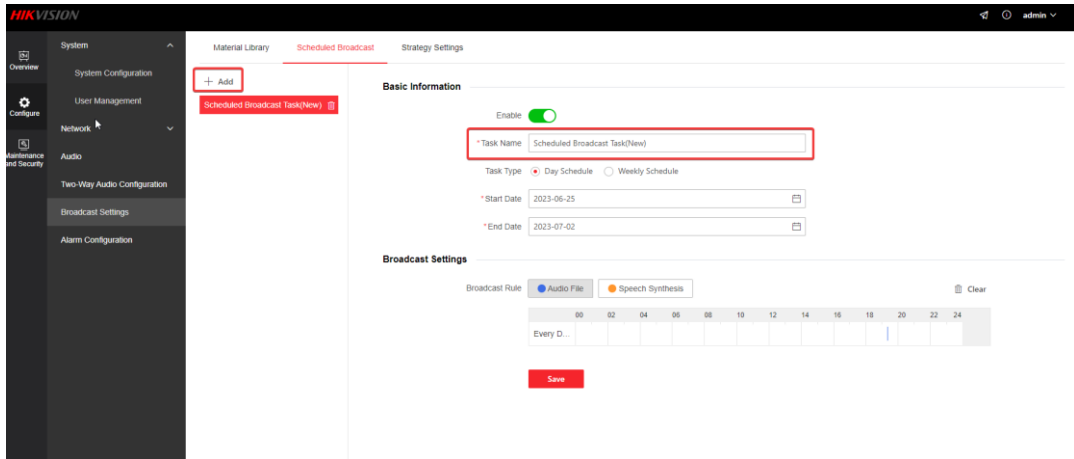 HIKVISION
admin
Overview
Configure
Maintenance
and Security
System
System Configuration
User Management
Network
Audio
Two-Way Audio Configuration
Broadcast Settings
Alarm Configuration
Material Library Scheduled Broadcast Strategy Settings
+ Add
Scheduled Broadcast Task(New)
Basic Information
Enable
*Task Name Scheduled Broadcast Task(New)
Task Type Day Schedule Weekly Schedule
*Start Date 2023-06-25
*End Date 2023-07-02
Broadcast Settings
Broadcast Rule Audio File Speech Synthesis Clear
00 02 04 06 08 10 12 14 16 18 20 22 24
Every D...
Save